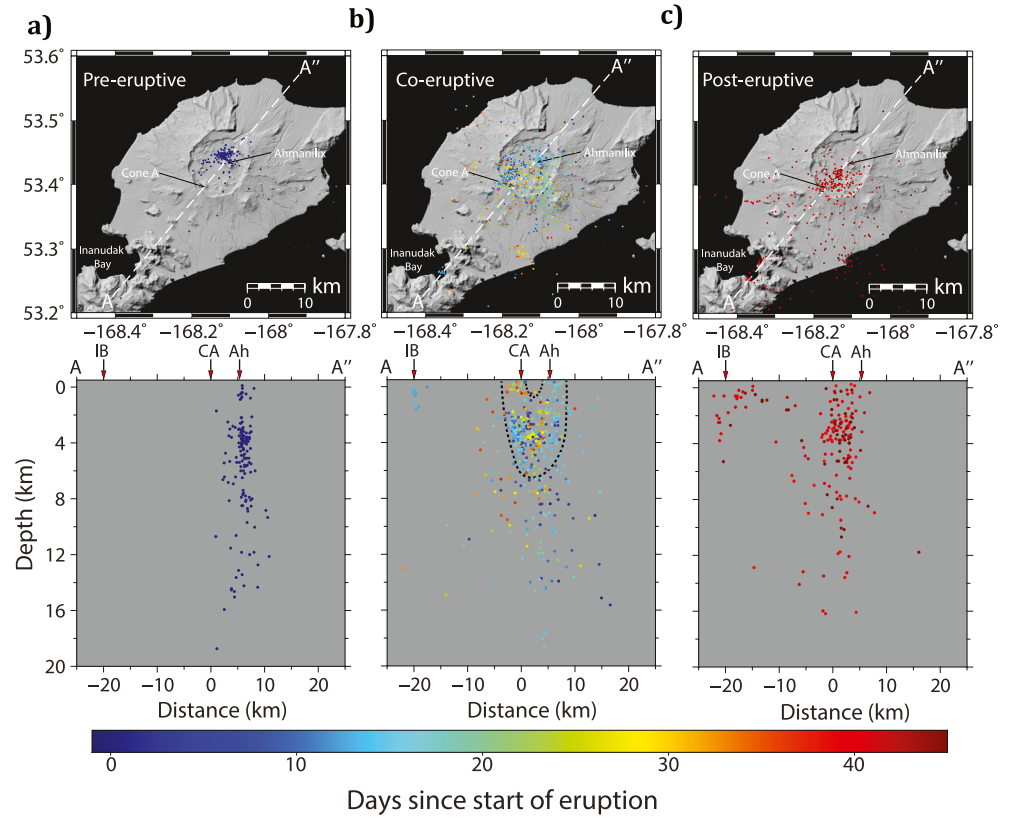 a)
b)
c)
53.6°
53.5°
53.4°
53.3°
53.2°
Pre-eruptive
A′′
Ahmanilix
Cone A
Inanudak
Bay
A
km
0 10
Co-eruptive
A′′
Ahmanilix
Cone A
Inanudak
Bay
A
km
0 10
Post-eruptive
A′′
Ahmanilix
Cone A
Inanudak
Bay
A
km
0 10
−168.4° −168.2° −168° −167.8°
−168.4° −168.2° −168°
−168.4° −168.2° −168° −167.8°
A IB CA Ah A′′
A IB CA Ah A′′
A IB CA Ah A′′
Depth (km)
0
4
8
12
16
20
−20 −10 0 10 20
−20 −10 0 10 20
−20 −10 0 10 20
Distance (km)
Distance (km)
Distance (km)
0 10 20 30 40
Days since start of eruption